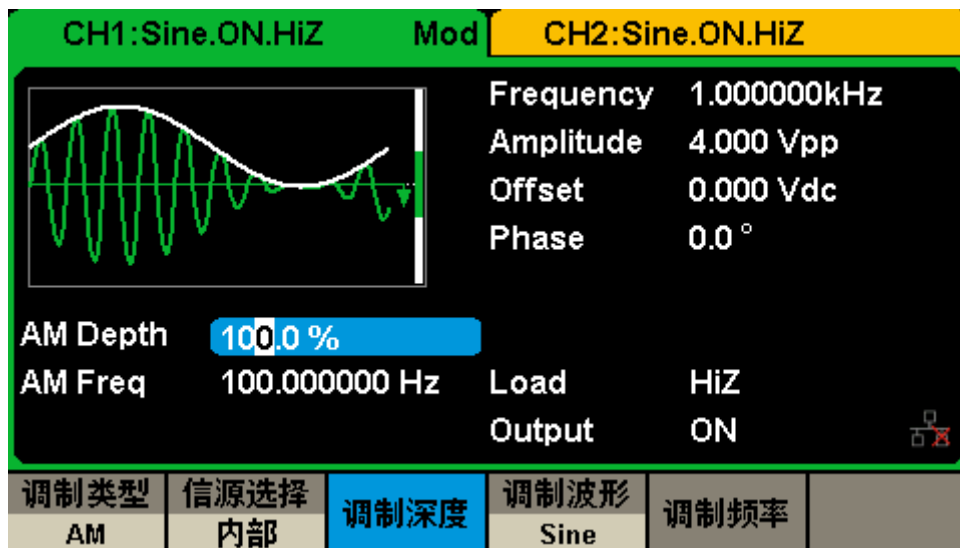 CH1:Sine.ON.HiZ Mod CH2:Sine.ON.HiZ
Frequency 1.000000kHz
Amplitude 4.000 Vpp
Offset 0.000 Vdc
Phase 0.0 °
AM Depth 100.0 %
AM Freq 100.000000 Hz Load HiZ
Output ON
调制类型 信源选择 调制深度 调制波形 调制频率
AM 内部 Sine